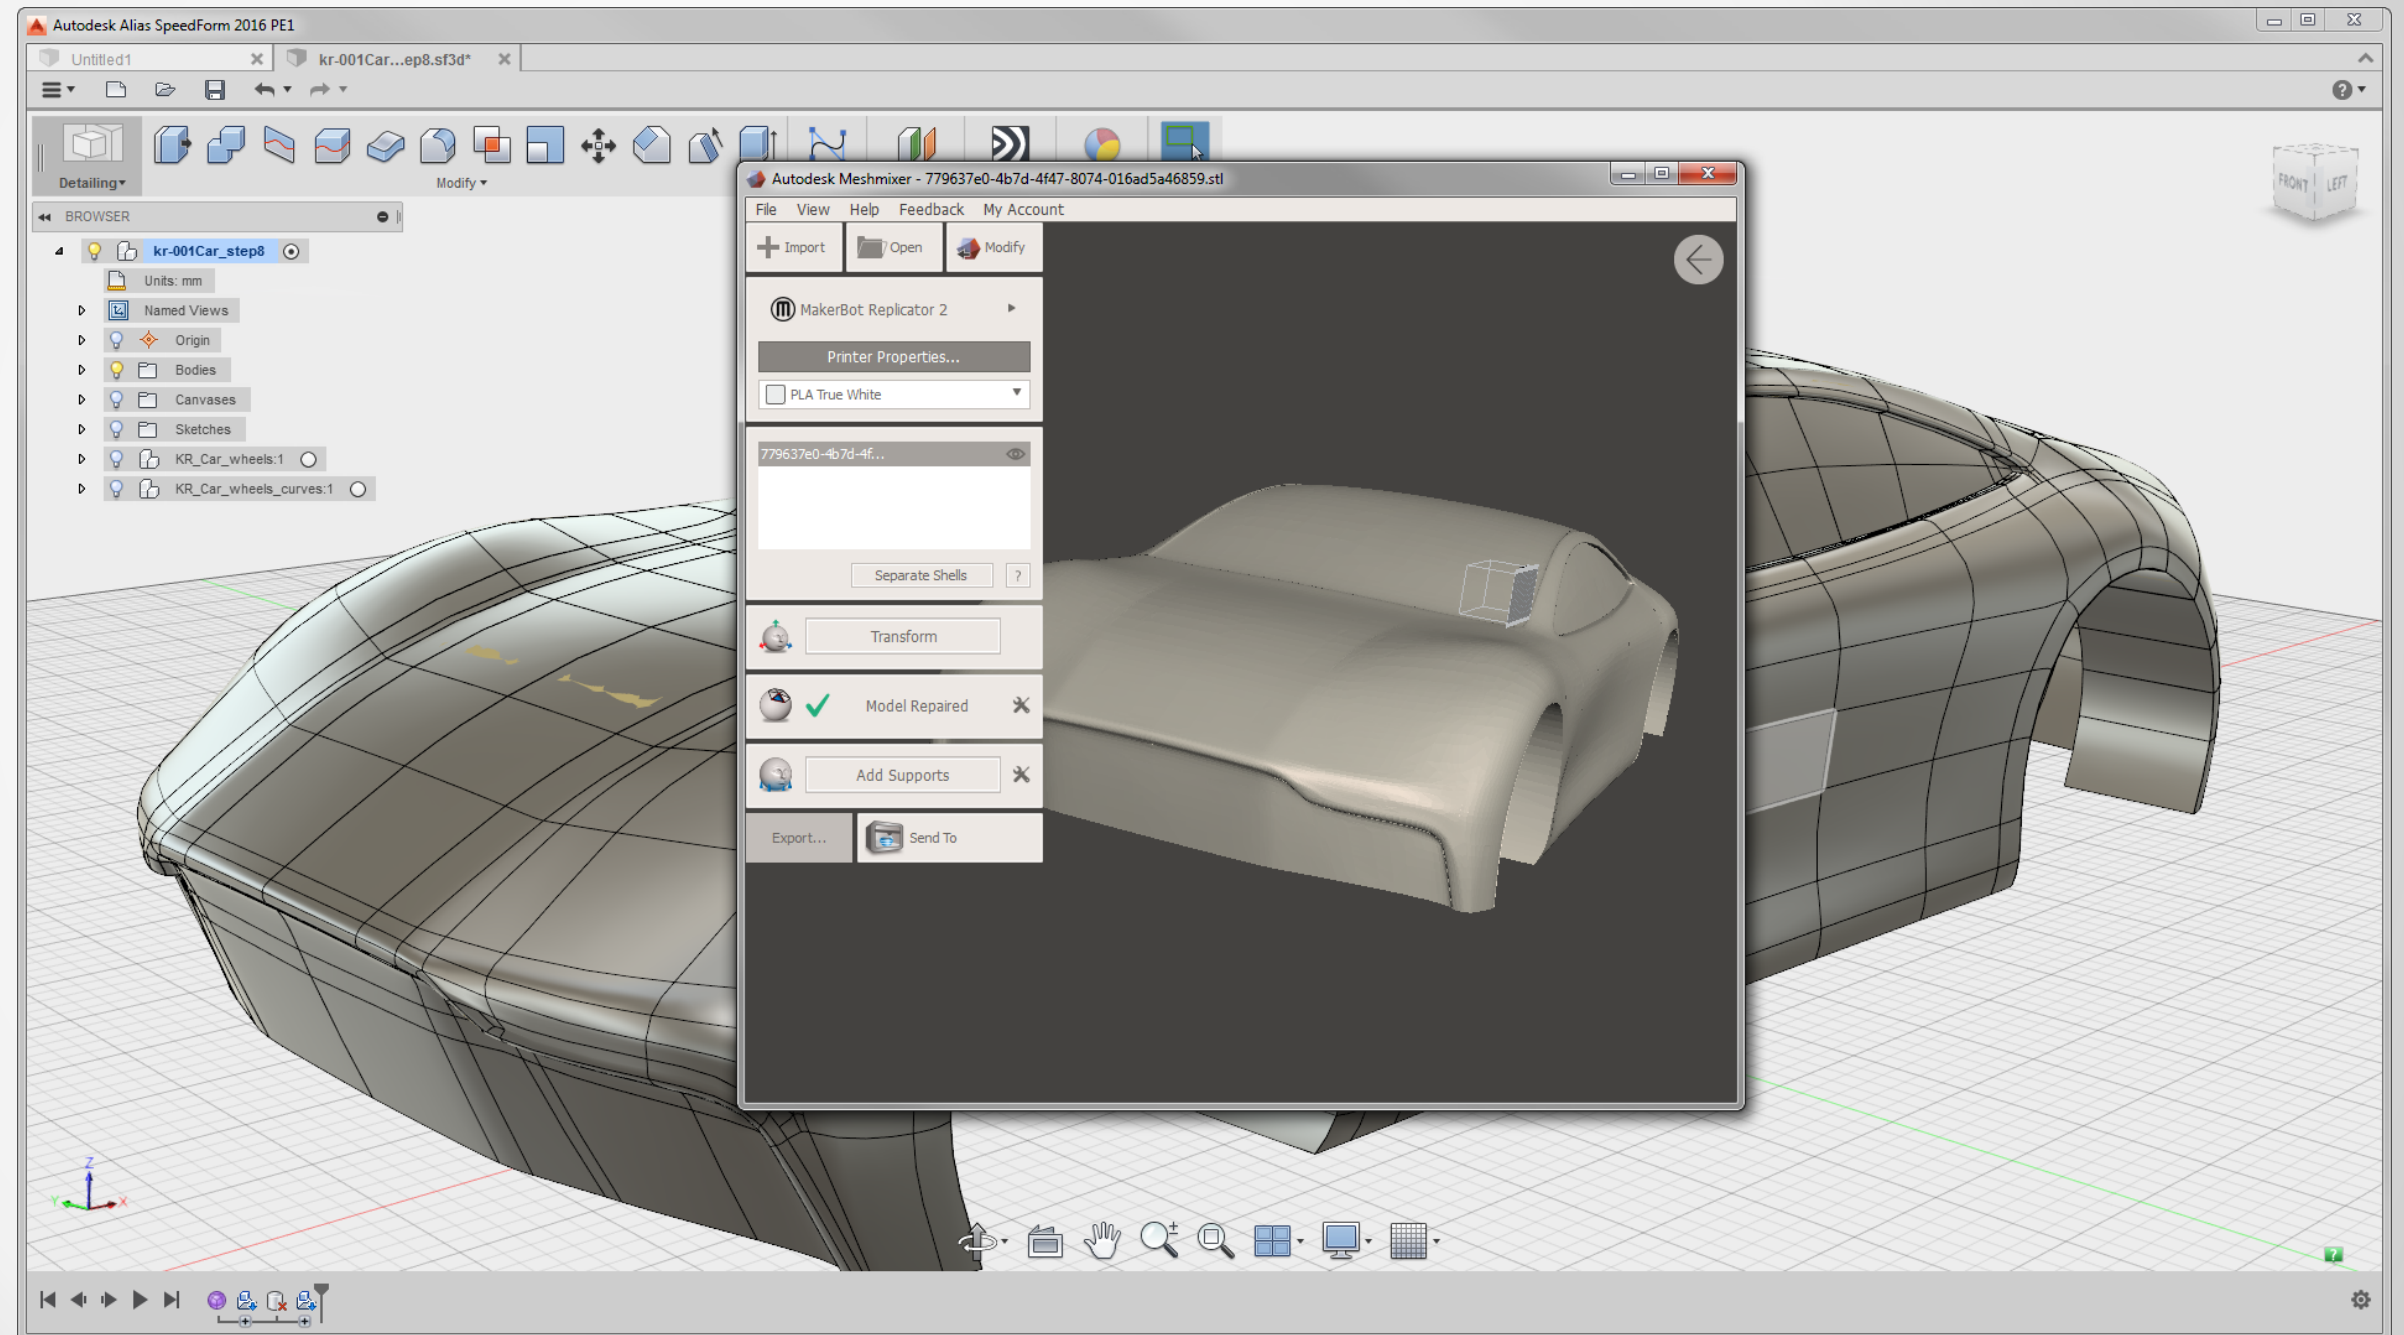 Autodesk Alias SpeedForm 2016 PE1
Untitled1
kr-001Car...ep8.sf3d*
Detailing
Modify
BROWSER
kr-001Car_step8
Units: mm
Named Views
Origin
Bodies
Canvases
Sketches
KR_Car_wheels:1
KR_Car_wheels_curves:1
FRONT
LEFT
Autodesk Meshmixer - 779637e0-4b7d-4f47-8074-016ad5a46859.stl
File View Help Feedback My Account
Import Open Modify
MakerBot Replicator 2
Printer Properties...
PLA True White
779637e0-4b7d-4f...
Separate Shells ?
Transform
Model Repaired
Add Supports
Export... Send To
Z
Y
X
?